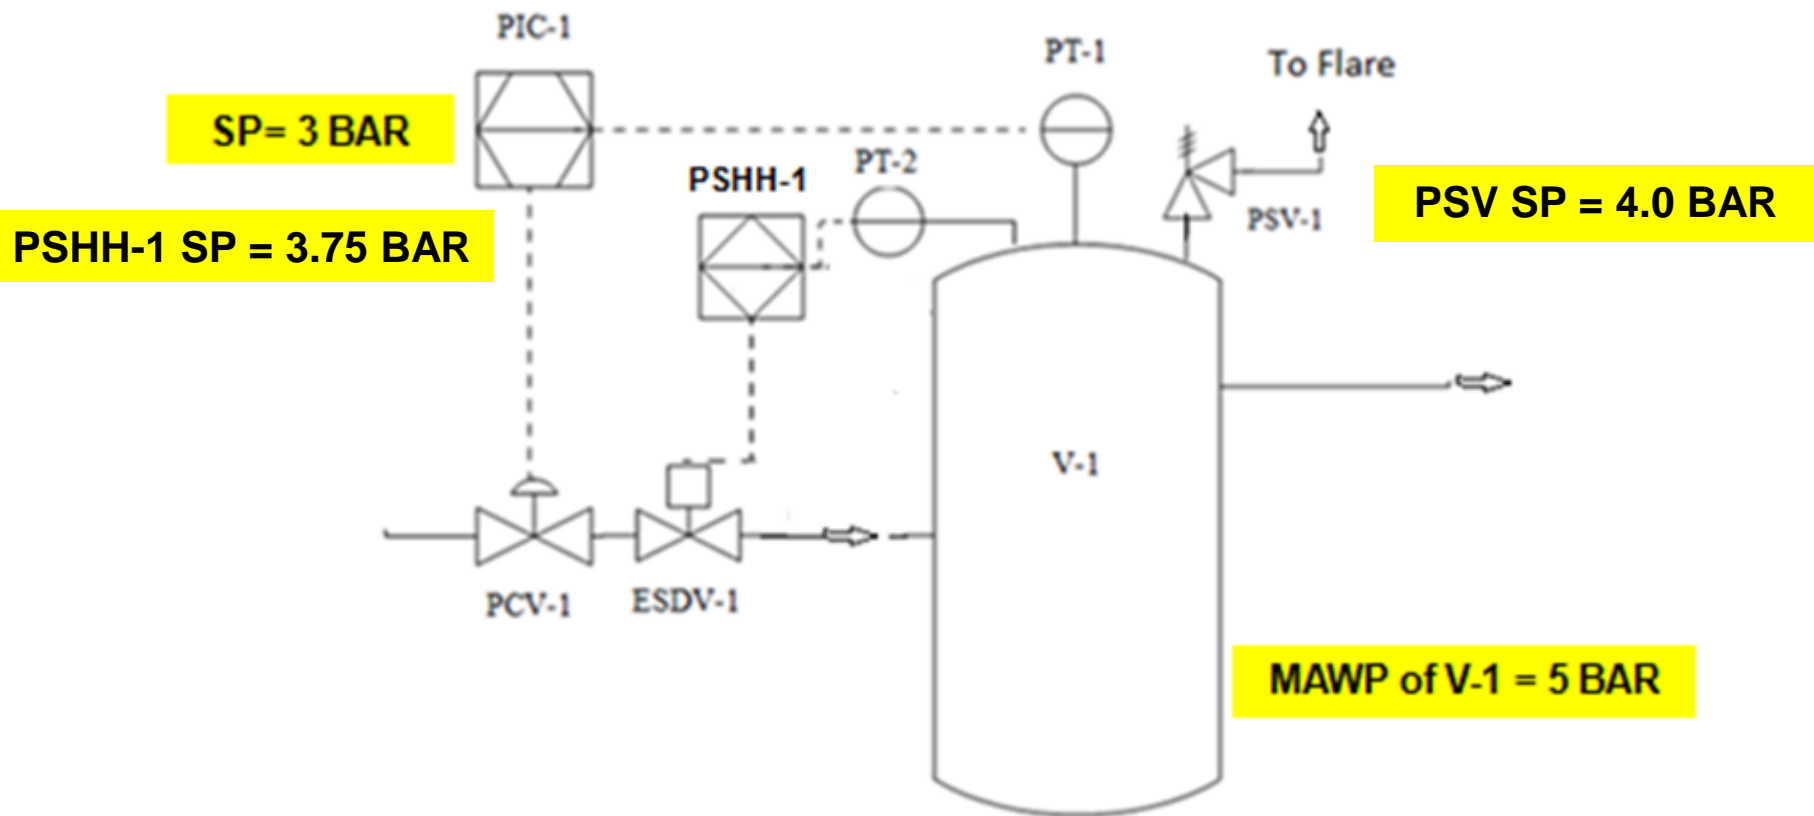 PIC-1
PT-1
To Flare
SP= 3 BAR
PT-2
PSHH-1
PSV SP = 4.0 BAR
PSV-1
PSHH-1 SP = 3.75 BAR
V-1
PCV-1
ESDV-1
MAWP of V-1 = 5 BAR